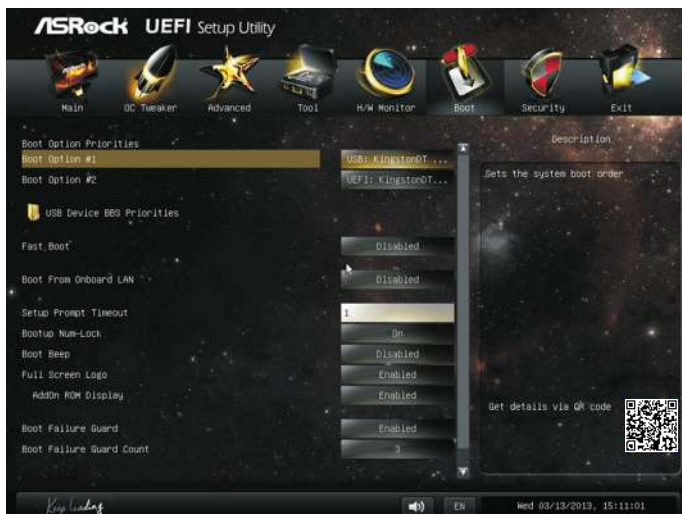 ASRock UEFI Setup Utility
Main OC Tweaker Advanced Tool H/W Monitor Boot Security Exit
Boot Option Priorities
Boot Option #1 USB: KingstonDT ...
Boot Option #2 UEFI: KingstonDT...
USB Device BBS Priorities
Fast Boot Disabled
Boot From Onboard LAN Disabled
Setup Prompt Timeout 1
Bootup Num-Lock On
Boot Beep Disabled
Full Screen Logo Enabled
AddOn ROM Display Enabled
Boot Failure Guard Enabled
Boot Failure Guard Count 3
Description
Sets the system boot order
Get details via QR code
Keep Leading
EN
Wed 03/13/2013, 15:11:01